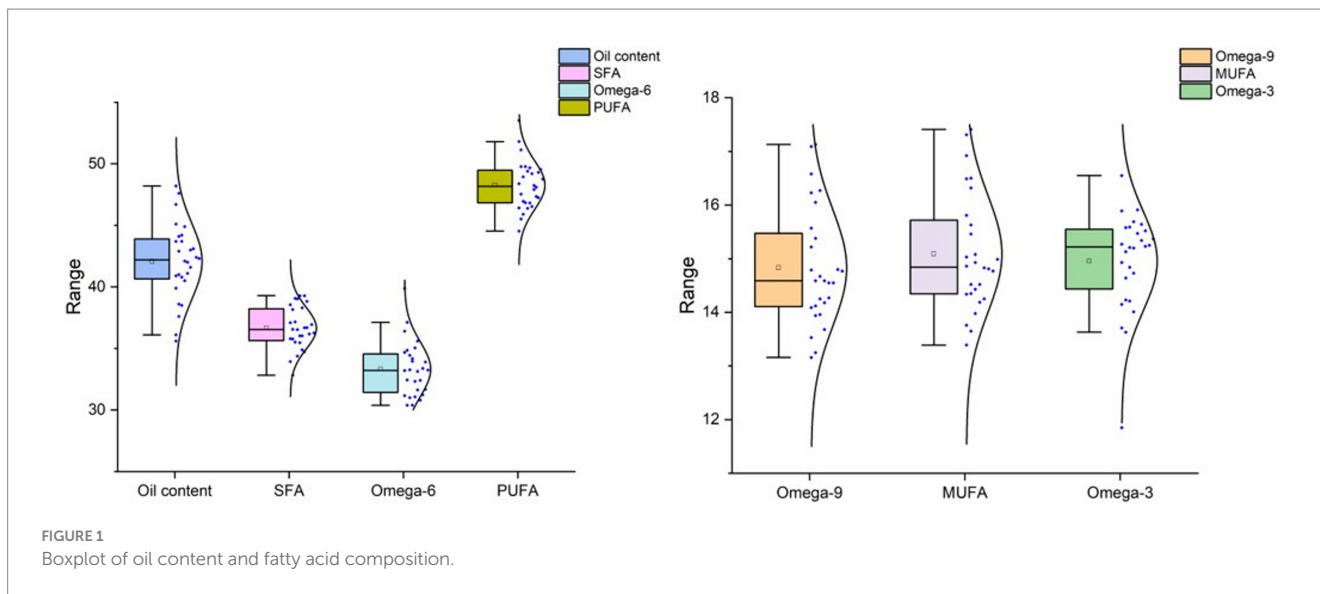 Oil content
SFA
Omega-6
PUFA
Range
50
40
30
Oil content SFA Omega-6 PUFA
Omega-9
MUFA
Omega-3
Range
18
16
14
12
Omega-9 MUFA Omega-3
FIGURE 1
Boxplot of oil content and fatty acid composition.